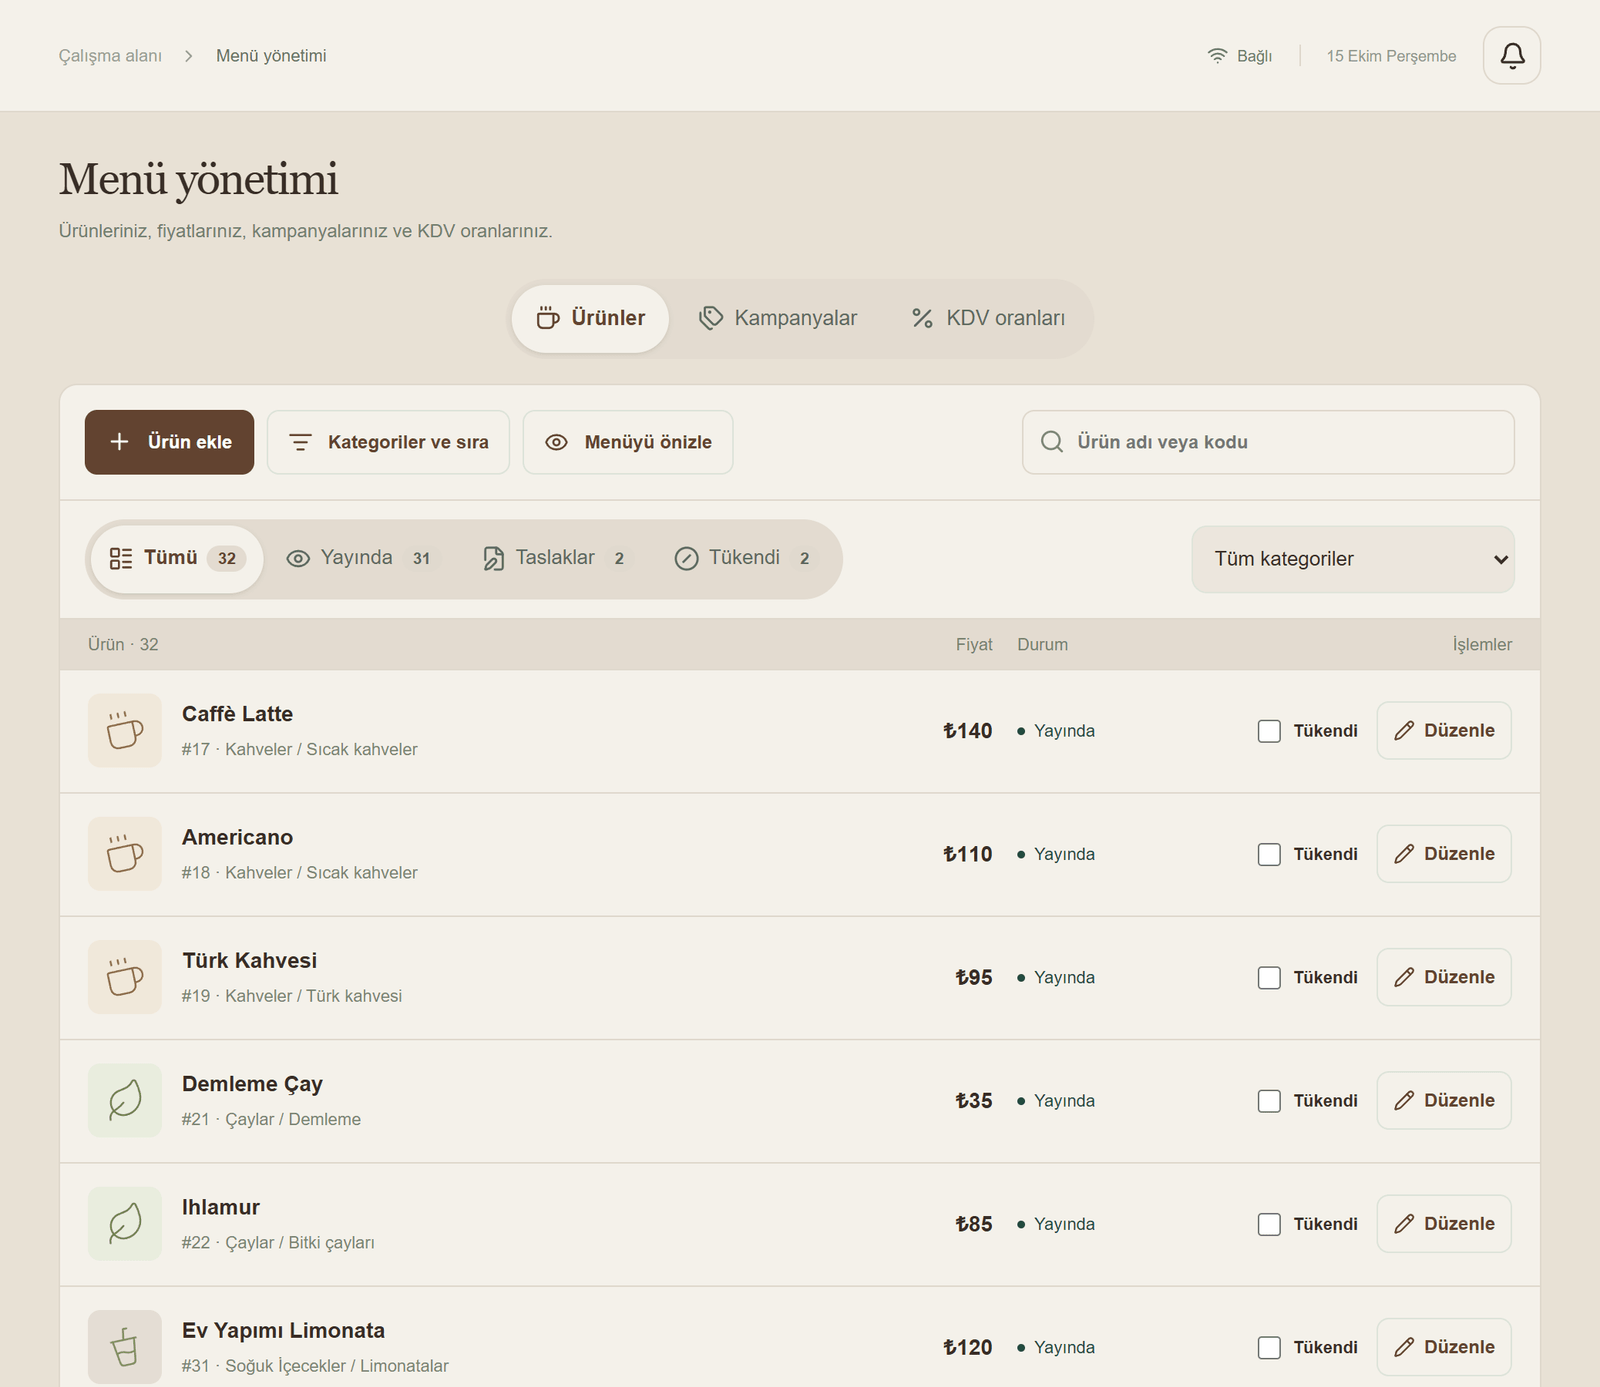 Çalışma alanı > Menü yönetimi
Bağlı
15 Ekim Perşembe
Menü yönetimi
Ürünleriniz, fiyatlarınız, kampanyalarınız ve KDV oranlarınız.
Ürünler
Kampanyalar
KDV oranları
Ürün ekle
Kategoriler ve sıra
Menüyü önizle
Ürün adı veya kodu
Tümü 32
Yayında 31
Taslaklar 2
Tükendi 2
Tüm kategoriler
Ürün · 32 Fiyat Durum İşlemler
Caffè Latte
#17 · Kahveler / Sıcak kahveler
₺140 • Yayında Tükendi Düzenle
Americano
#18 · Kahveler / Sıcak kahveler
₺110 • Yayında Tükendi Düzenle
Türk Kahvesi
#19 · Kahveler / Türk kahvesi
₺95 • Yayında Tükendi Düzenle
Demleme Çay
#21 · Çaylar / Demleme
₺35 • Yayında Tükendi Düzenle
Ihlamur
#22 · Çaylar / Bitki çayları
₺85 • Yayında Tükendi Düzenle
Ev Yapımı Limonata
#31 · Soğuk İçecekler / Limonatalar
₺120 • Yayında Tükendi Düzenle